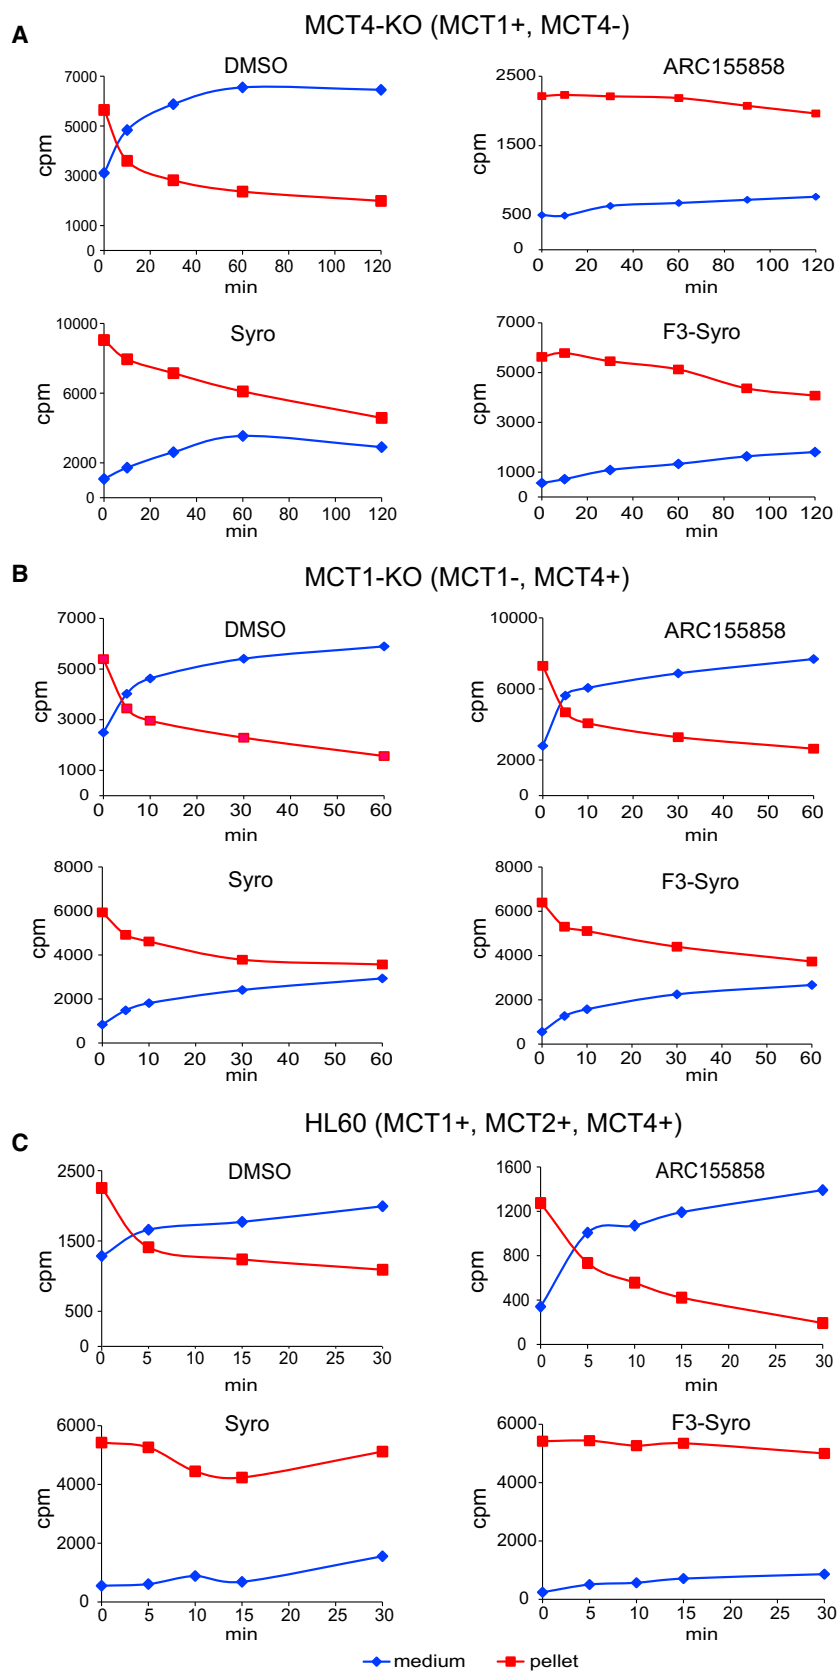 A
MCT4-KO (MCT1+, MCT4-)
DMSO
cpm
7000
5000
3000
1000
0
0 20 40 60 80 100 120
min
ARC155858
cpm
2500
1500
500
0
0 20 40 60 80 100 120
min
Syro
cpm
10000
6000
2000
0
0 20 40 60 80 100 120
min
F3-Syro
cpm
7000
5000
3000
1000
0
0 20 40 60 80 100 120
min
B
MCT1-KO (MCT1-, MCT4+)
DMSO
cpm
7000
5000
3000
1000
0
0 10 20 30 40 50 60
min
ARC155858
cpm
10000
6000
2000
0
0 10 20 30 40 50 60
min
Syro
cpm
8000
6000
4000
2000
0
0 10 20 30 40 50 60
min
F3-Syro
cpm
8000
6000
4000
2000
0
0 10 20 30 40 50 60
min
C
HL60 (MCT1+, MCT2+, MCT4+)
DMSO
cpm
2500
1500
500
0
0 5 10 15 20 25 30
min
ARC155858
cpm
1600
1200
800
400
0
0 5 10 15 20 25 30
min
Syro
cpm
6000
4000
2000
0
0 5 10 15 20 25 30
min
F3-Syro
cpm
6000
4000
2000
0
0 5 10 15 20 25 30
min
medium pellet